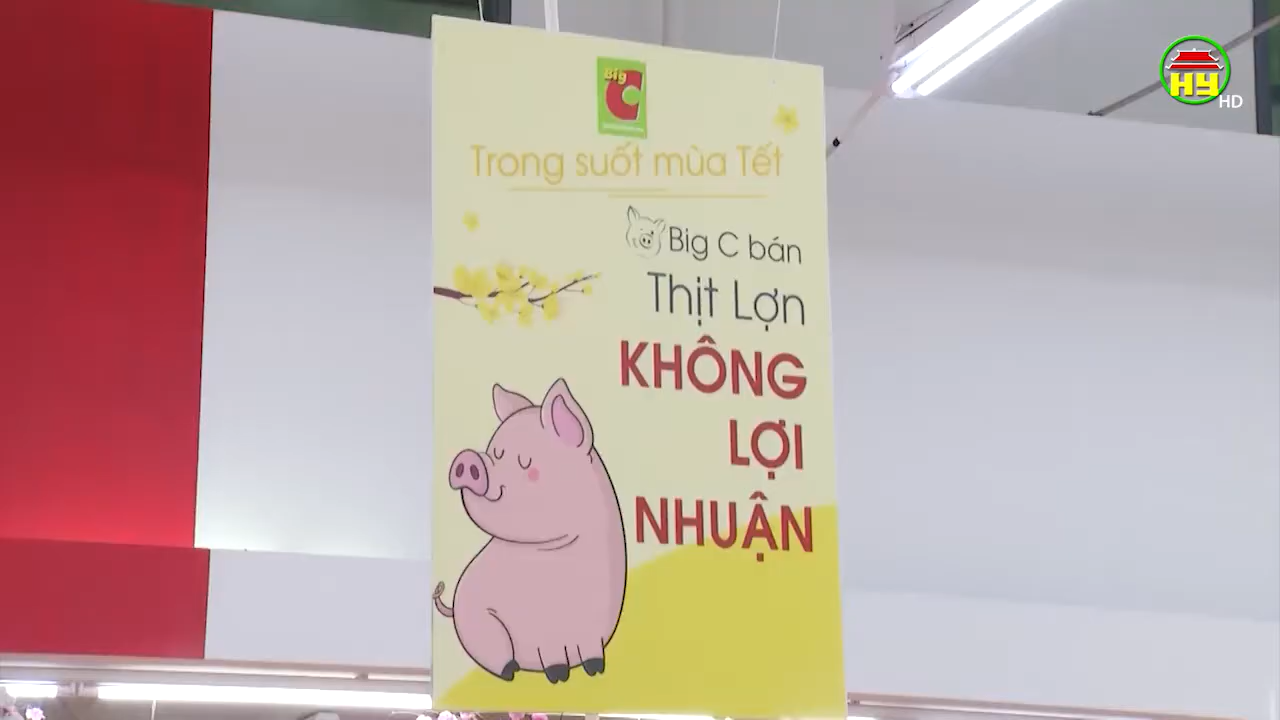 HY
HD
Big
C
Trong suốt mùa Tết
Big C bán
Thịt Lợn
KHÔNG
LỢI
NHUẬN